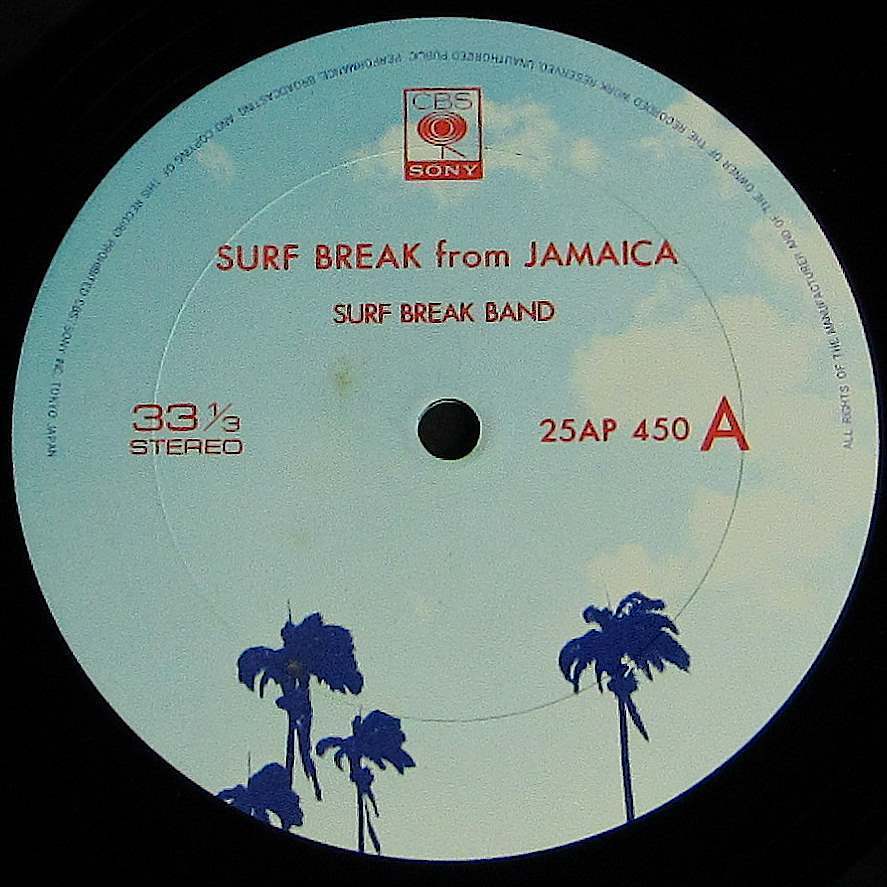 CBS
SONY
SURF BREAK from JAMAICA
SURF BREAK BAND
33 1/3
STEREO
25AP 450 A
ALL RIGHTS OF THE MANUFACTURER AND OF THE OWNER OF THE RECORDED WORK RESERVED. UNAUTHORIZED PUBLIC PERFORMANCE, BROADCASTING AND COPYING OF THIS RECORD PROHIBITED CBS/SONY INC. TOKYO JAPAN